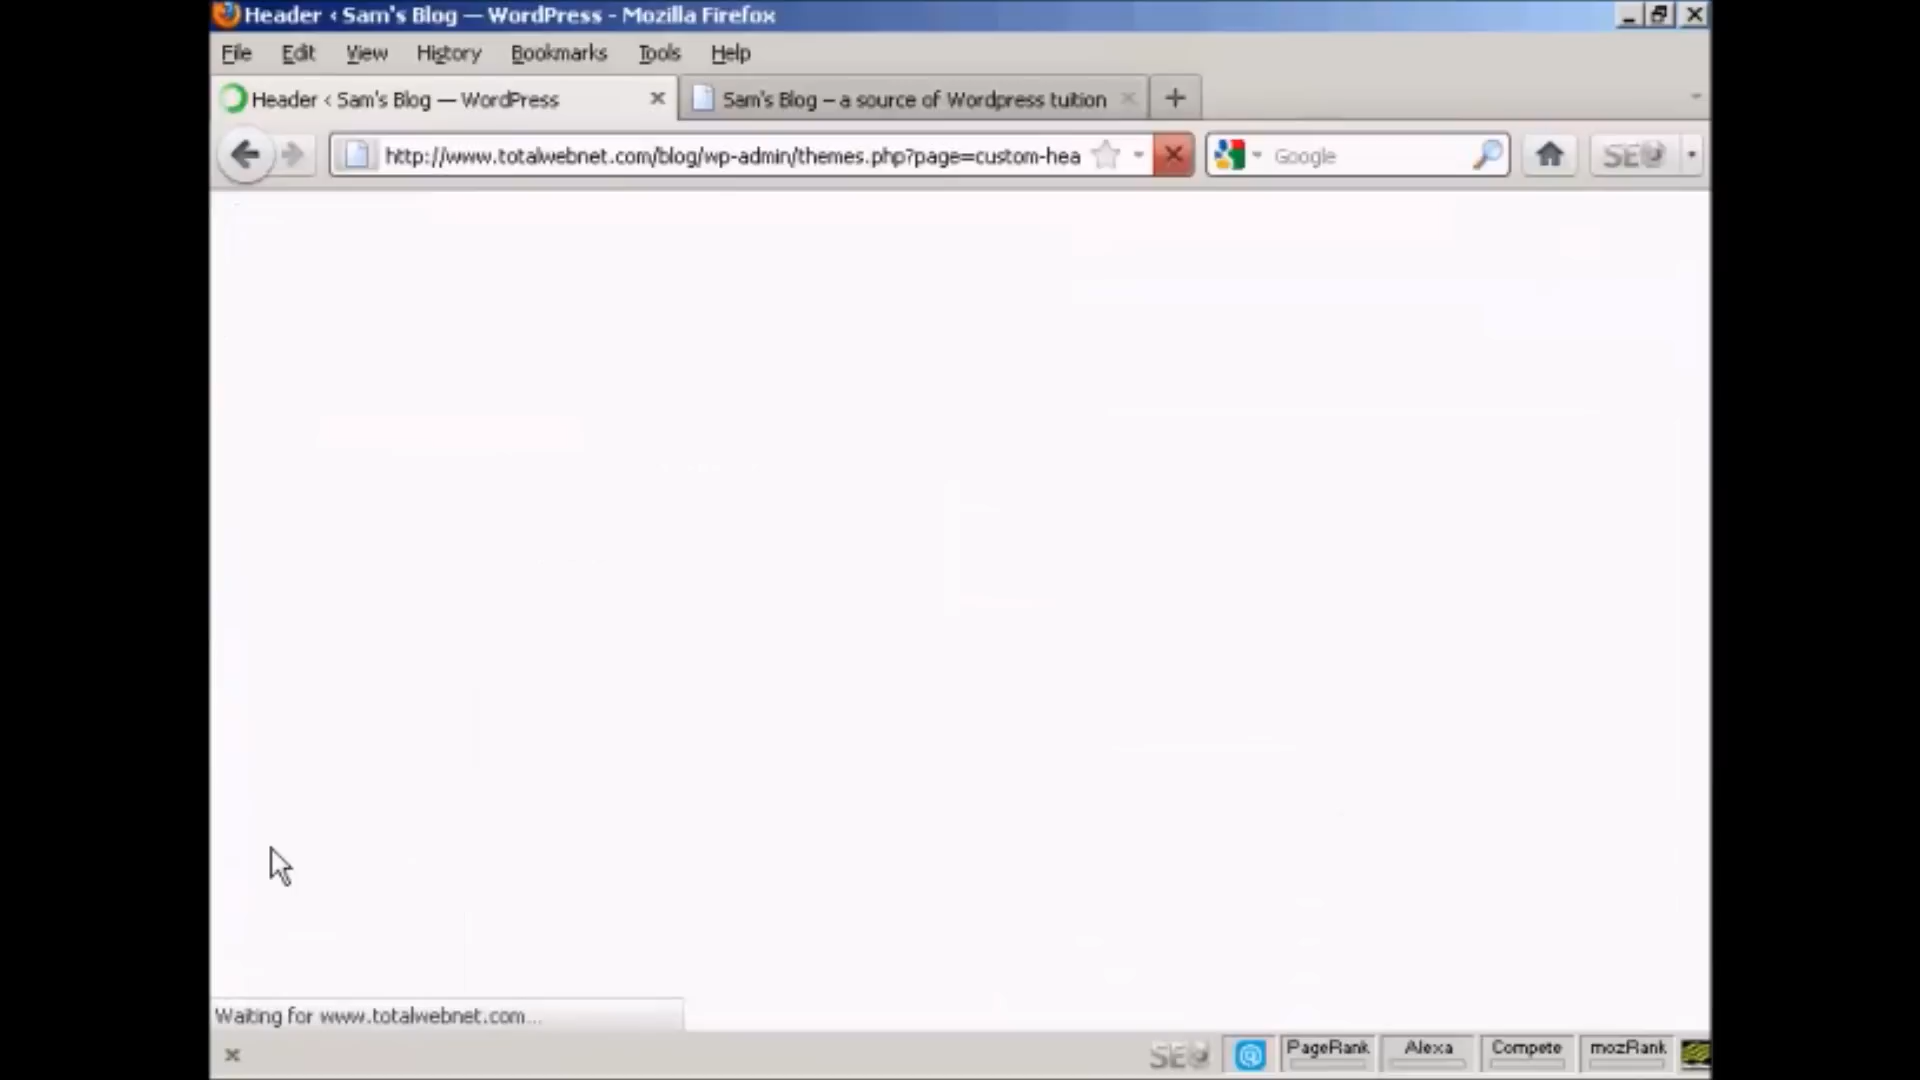 Header ‹ Sam's Blog — WordPress - Mozilla Firefox
File Edit View History Bookmarks Tools Help
Header ‹ Sam's Blog — WordPress
Sam's Blog – a source of Wordpress tuition
http://www.totalwebnet.com/blog/wp-admin/themes.php?page=custom-hea
Google
SEO
Waiting for www.totalwebnet.com...
SEO PageRank Alexa Compete mozRank